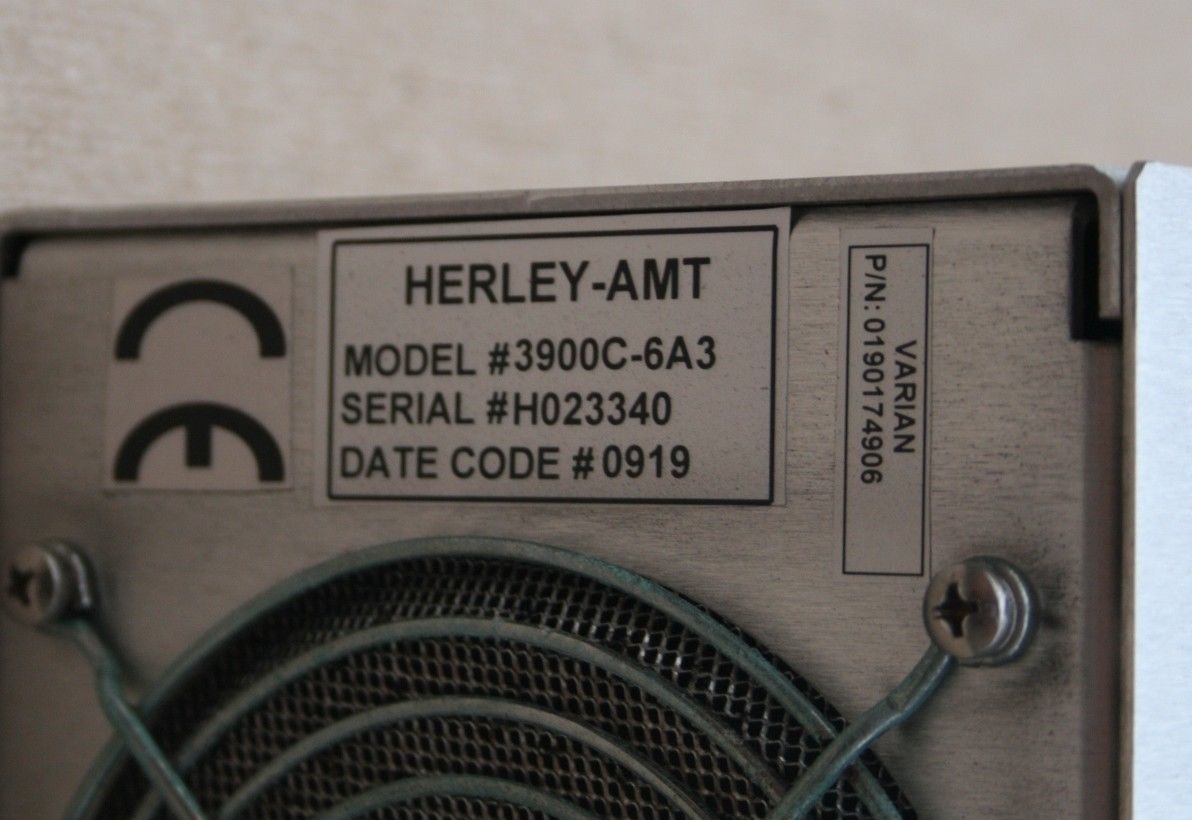 CE
HERLEY-AMT
MODEL #3900C-6A3
SERIAL #H023340
DATE CODE #0919
VARIAN
P/N: 0190174906